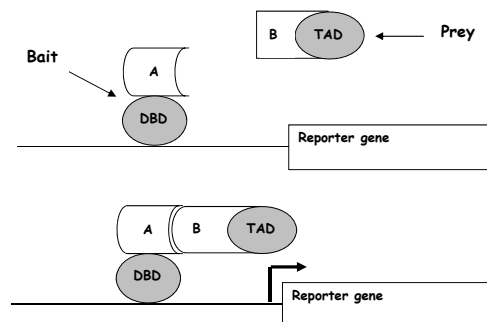 B TAD Prey
Bait
A
DBD
Reporter gene
A B TAD
DBD
Reporter gene